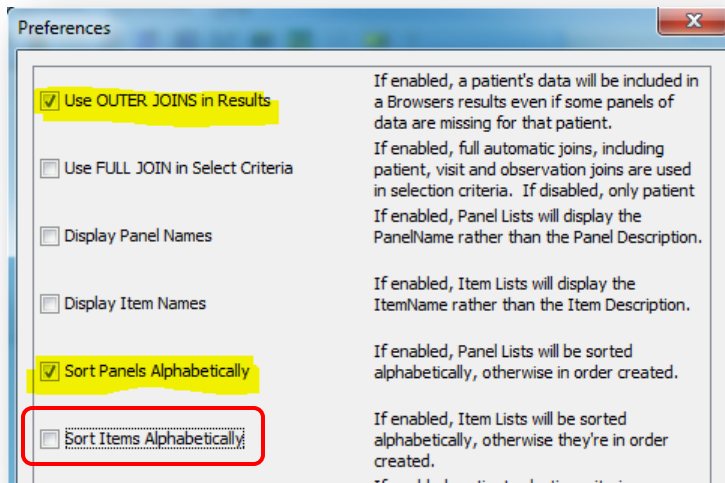 Preferences
X
Use OUTER JOINS in Results
If enabled, a patient's data will be included in
a Browsers results even if some panels of
data are missing for that patient.
Use FULL JOIN in Select Criteria
If enabled, full automatic joins, including
patient, visit and observation joins are used
in selection criteria. If disabled, only patient
Display Panel Names
If enabled, Panel Lists will display the
PanelName rather than the Panel Description.
Display Item Names
If enabled, Item Lists will display the
ItemName rather than the Item Description.
Sort Panels Alphabetically
If enabled, Panel Lists will be sorted
alphabetically, otherwise in order created.
Sort Items Alphabetically
If enabled, Item Lists will be sorted
alphabetically, otherwise they're in order
created.